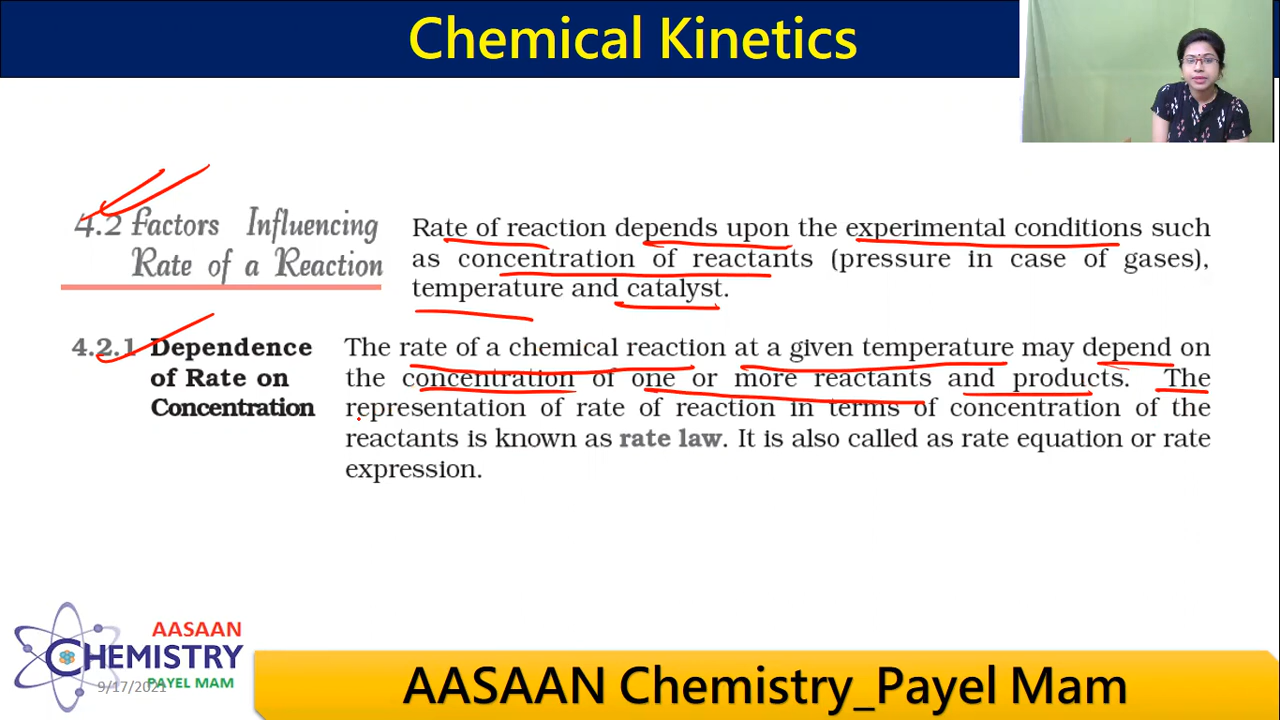 Chemical Kinetics
4.2 Factors Influencing
Rate of a Reaction
Rate of reaction depends upon the experimental conditions such
as concentration of reactants (pressure in case of gases),
temperature and catalyst.
4.2.1 Dependence
of Rate on
Concentration
The rate of a chemical reaction at a given temperature may depend on
the concentration of one or more reactants and products. The
representation of rate of reaction in terms of concentration of the
reactants is known as rate law. It is also called as rate equation or rate
expression.
AASAAN
CHEMISTRY
PAYEL MAM
9/17/2021
AASAAN Chemistry_Payel Mam